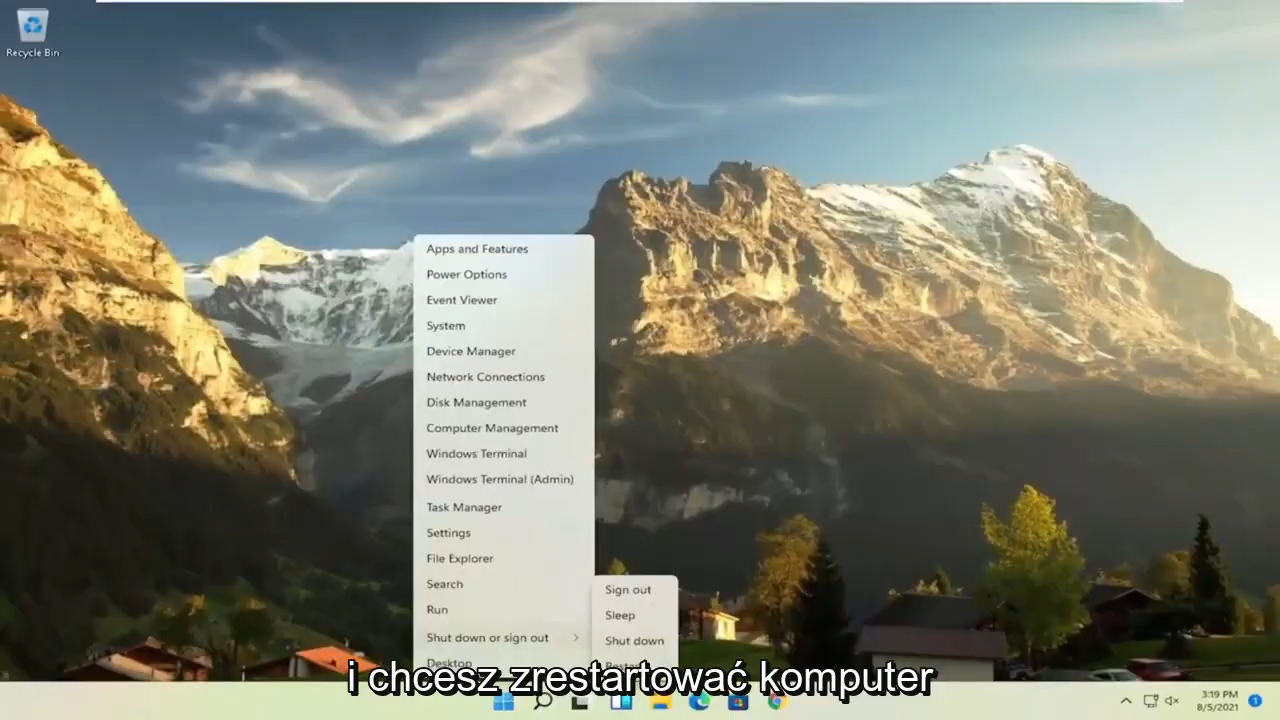 Recycle Bin
Apps and Features
Power Options
Event Viewer
System
Device Manager
Network Connections
Disk Management
Computer Management
Windows Terminal
Windows Terminal (Admin)
Task Manager
Settings
File Explorer
Search
Run
Shut down or sign out
Desktop
Sign out
Sleep
Shut down
i chcesz zrestartować komputer
3:19 PM
8/5/2021
1